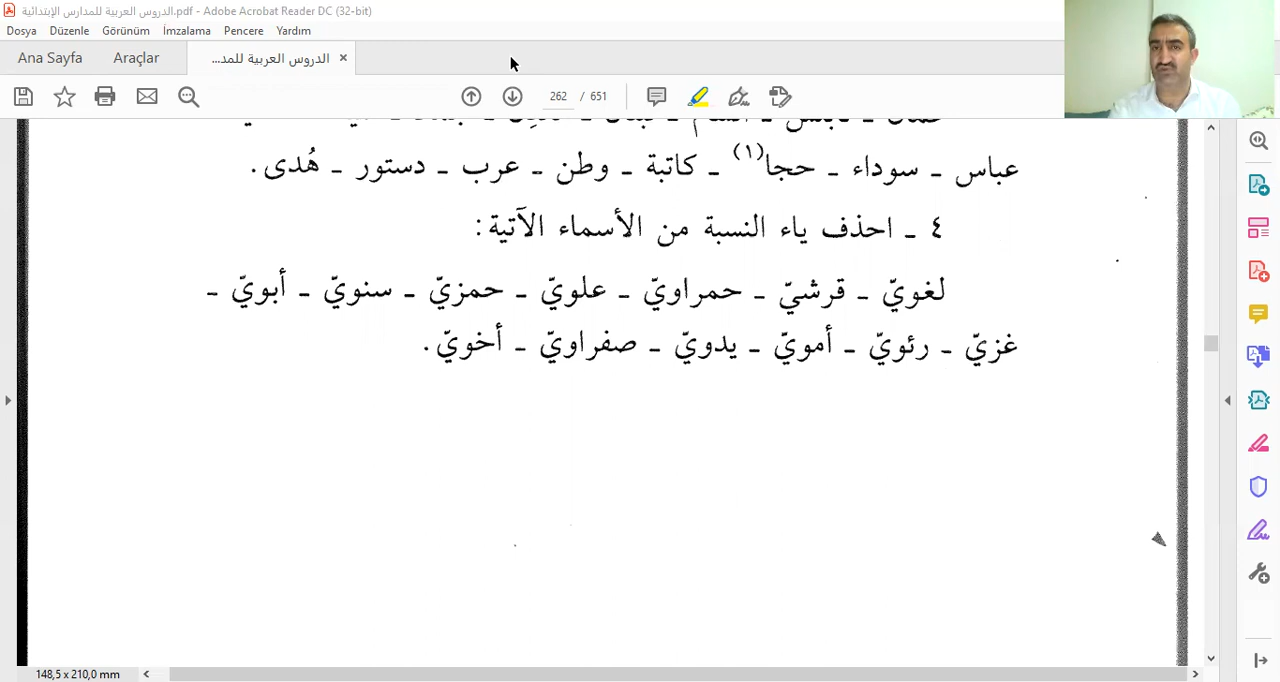 الدروس العربية للمدارس الإبتدائية.pdf - Adobe Acrobat Reader DC (32-bit)
Dosya Düzenle Görünüm İmzalama Pencere Yardım
Ana Sayfa Araçlar الدروس العربية للمد... ×
262 / 651
عباس ـ سوداء ـ حجا(١) ـ كاتبة ـ وطن ـ عرب ـ دستور ـ هُدى.
٤ ـ احذف ياء النسبة من الأسماء الآتية:
لغويّ ـ قرشيّ ـ حمراويّ ـ علويّ ـ حمزيّ ـ سنويّ ـ أبويّ ـ
غزيّ ـ رئويّ ـ أمويّ ـ يدويّ ـ صفراويّ ـ أخويّ.
148,5 x 210,0 mm